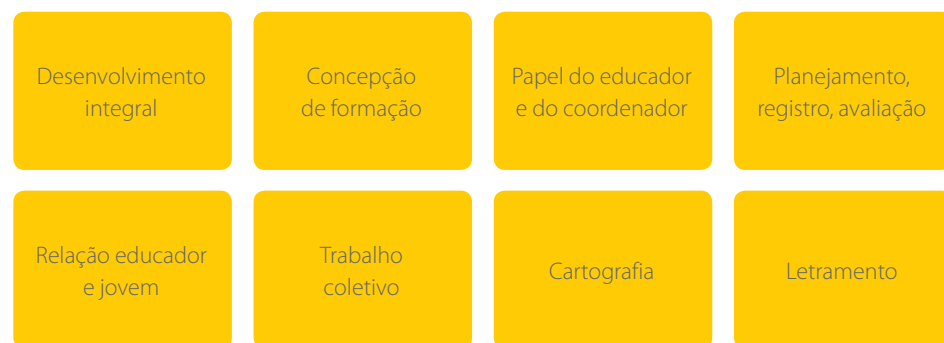 Desenvolvimento
integral
Concepção
de formação
Papel do educador
e do coordenador
Planejamento,
registro, avaliação
Relação educador
e jovem
Trabalho
coletivo
Cartografia
Letramento